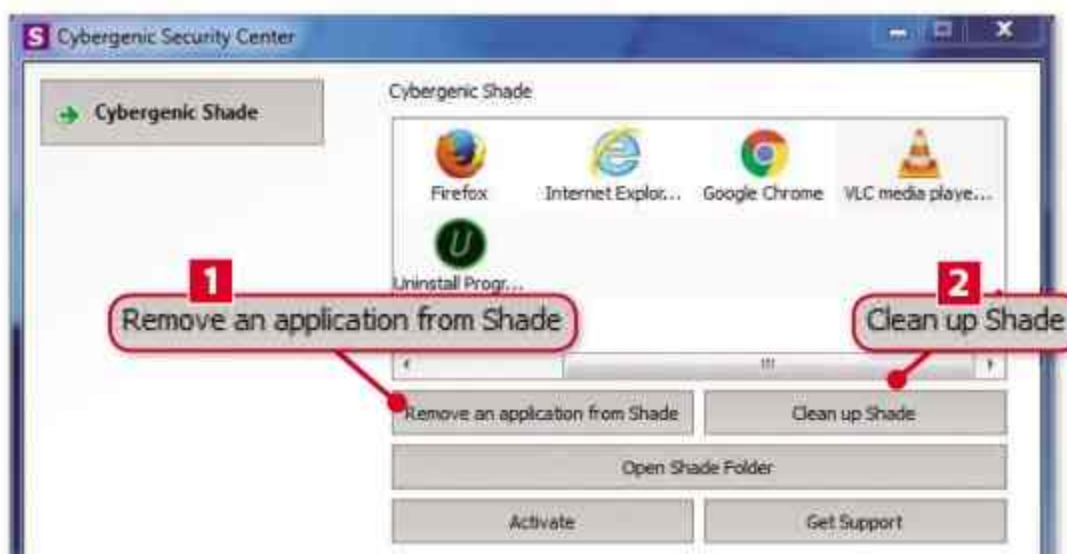 S Cybergenic Security Center
Cybergenic Shade
Cybergenic Shade
Firefox
Internet Explor...
Google Chrome
VLC media playe...
U
Uninstall Progr...
1
Remove an application from Shade
2
Clean up Shade
Remove an application from Shade
Clean up Shade
Open Shade Folder
Activate
Get Support